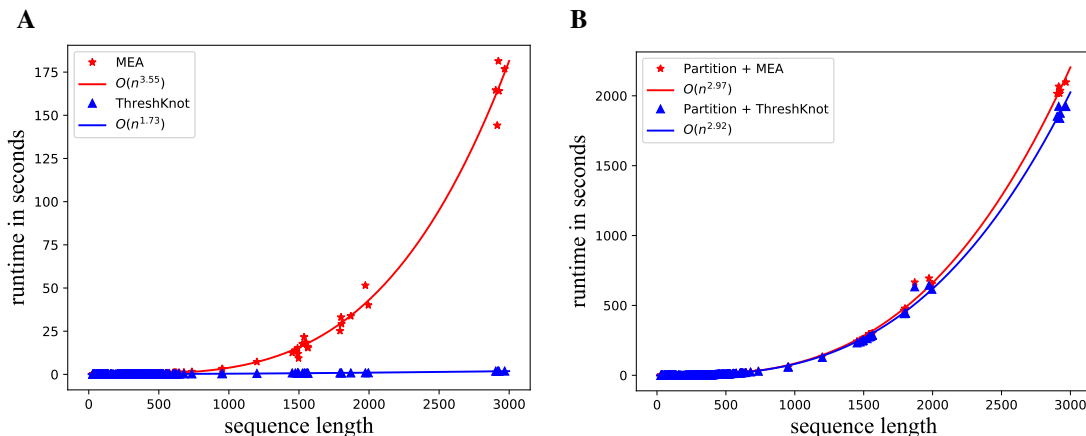 A
MEA
O(n^3.55)
ThreshKnot
O(n^1.73)
175
150
125
100
75
50
25
0
0 500 1000 1500 2000 2500 3000
runtime in seconds
sequence length
B
Partition + MEA
O(n^2.97)
Partition + ThreshKnot
O(n^2.92)
2000
1500
1000
500
0
0 500 1000 1500 2000 2500 3000
runtime in seconds
sequence length